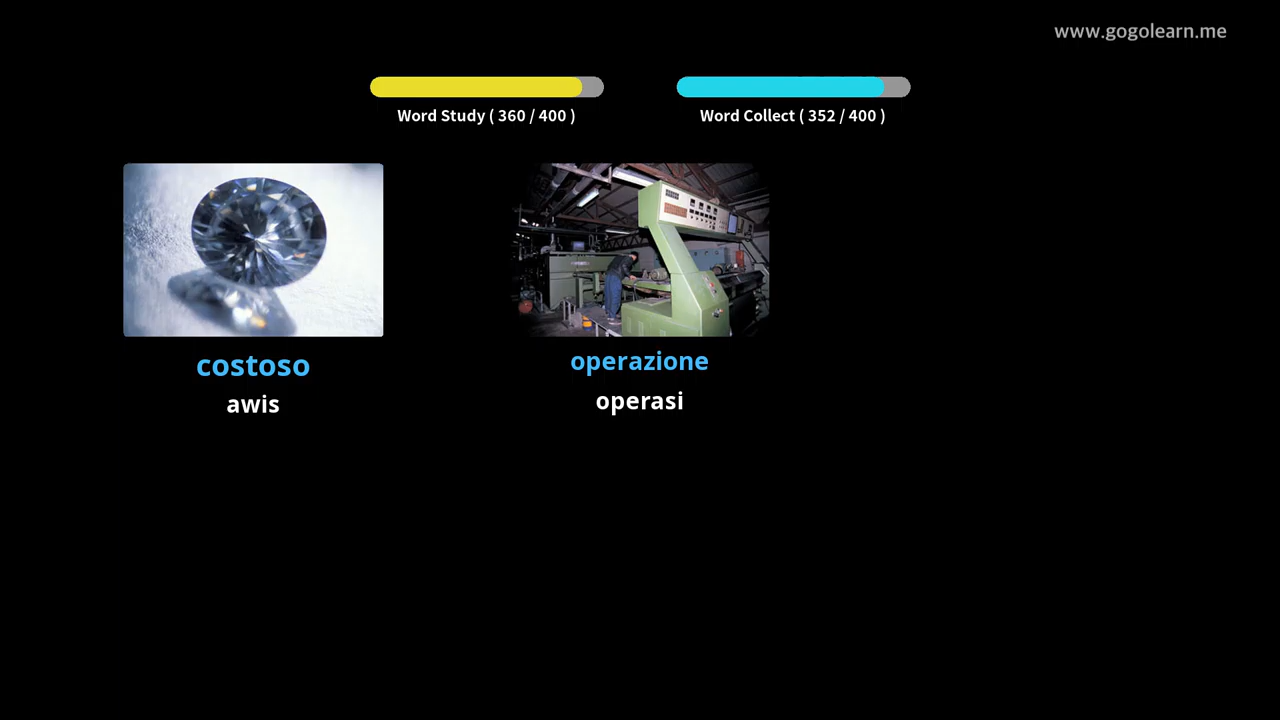 www.gogolearn.me
Word Study ( 360 / 400 )
Word Collect ( 352 / 400 )
costoso
awis
operazione
operasi